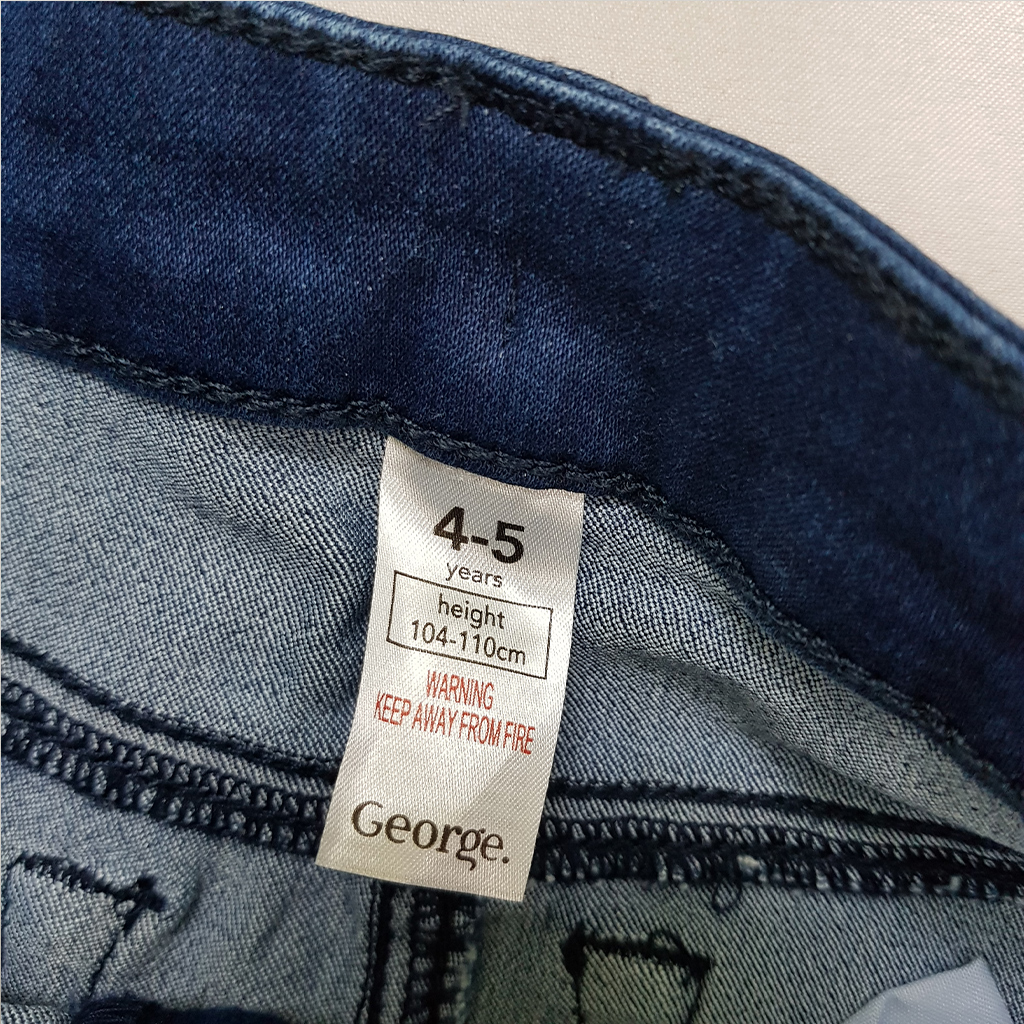 4-5
years
height
104-110cm
WARNING
KEEP AWAY FROM FIRE
George.